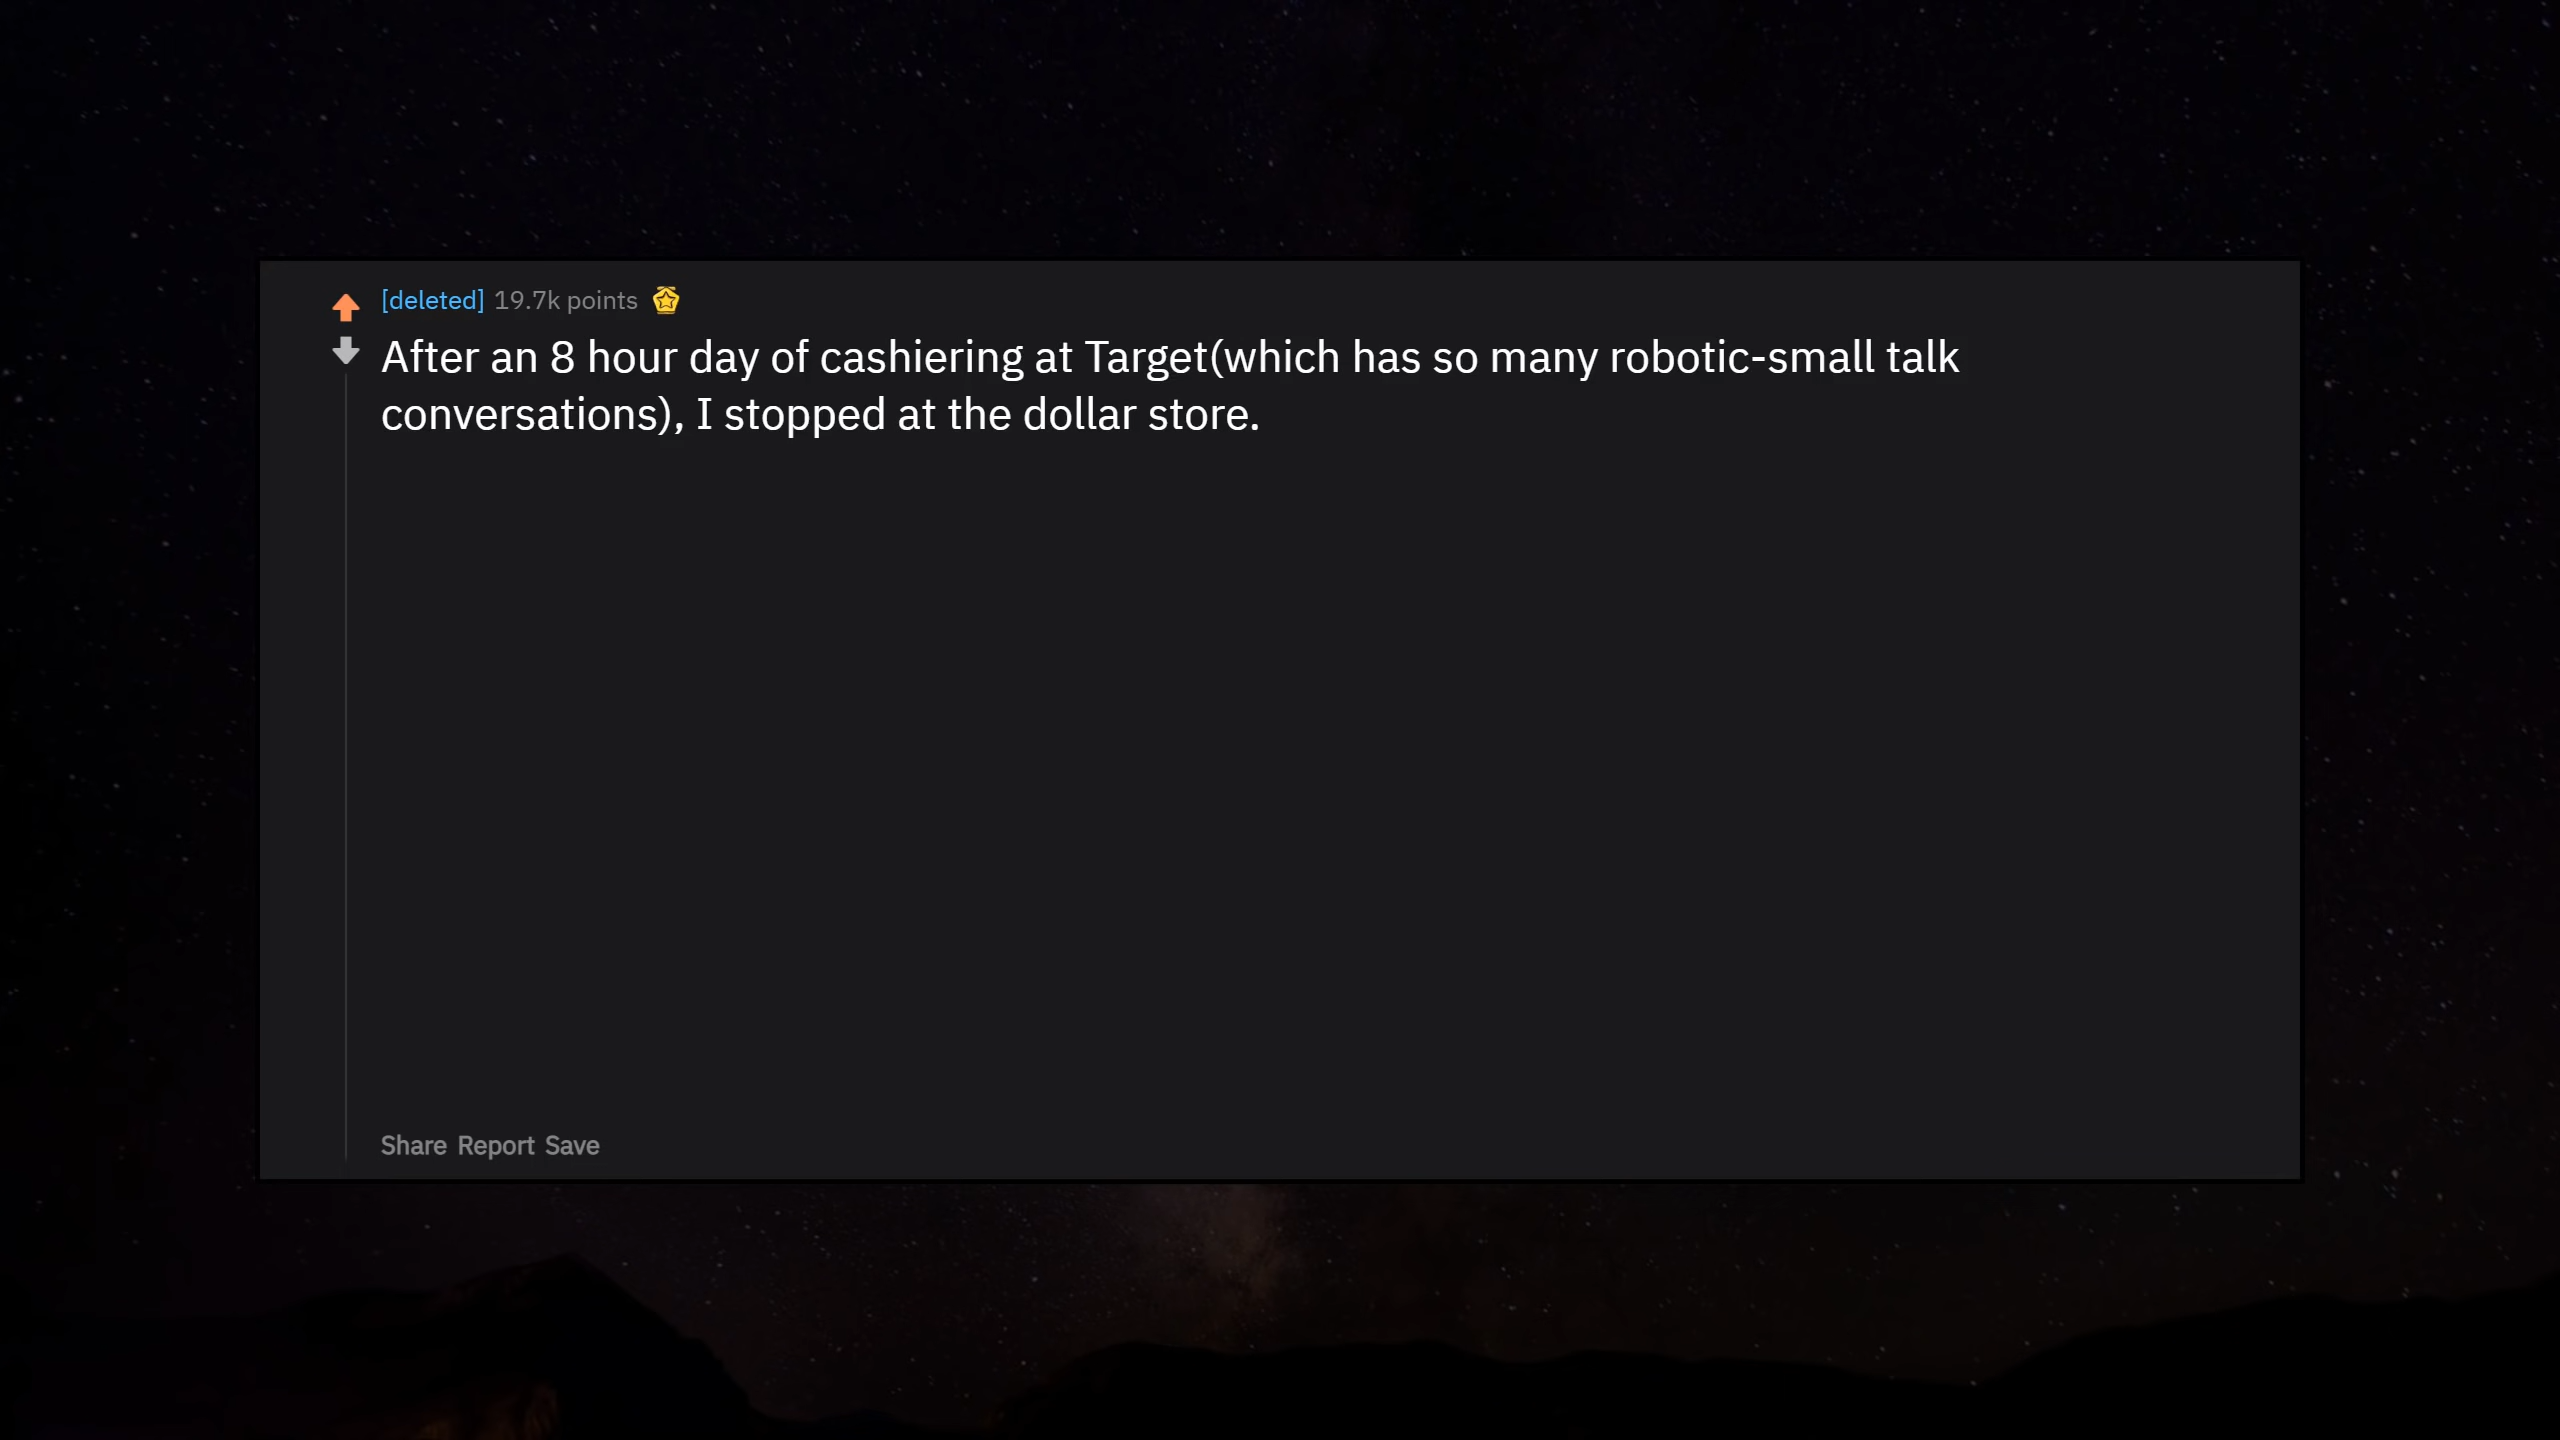 [deleted] 19.7k points
After an 8 hour day of cashiering at Target(which has so many robotic-small talk
conversations), I stopped at the dollar store.
Share Report Save